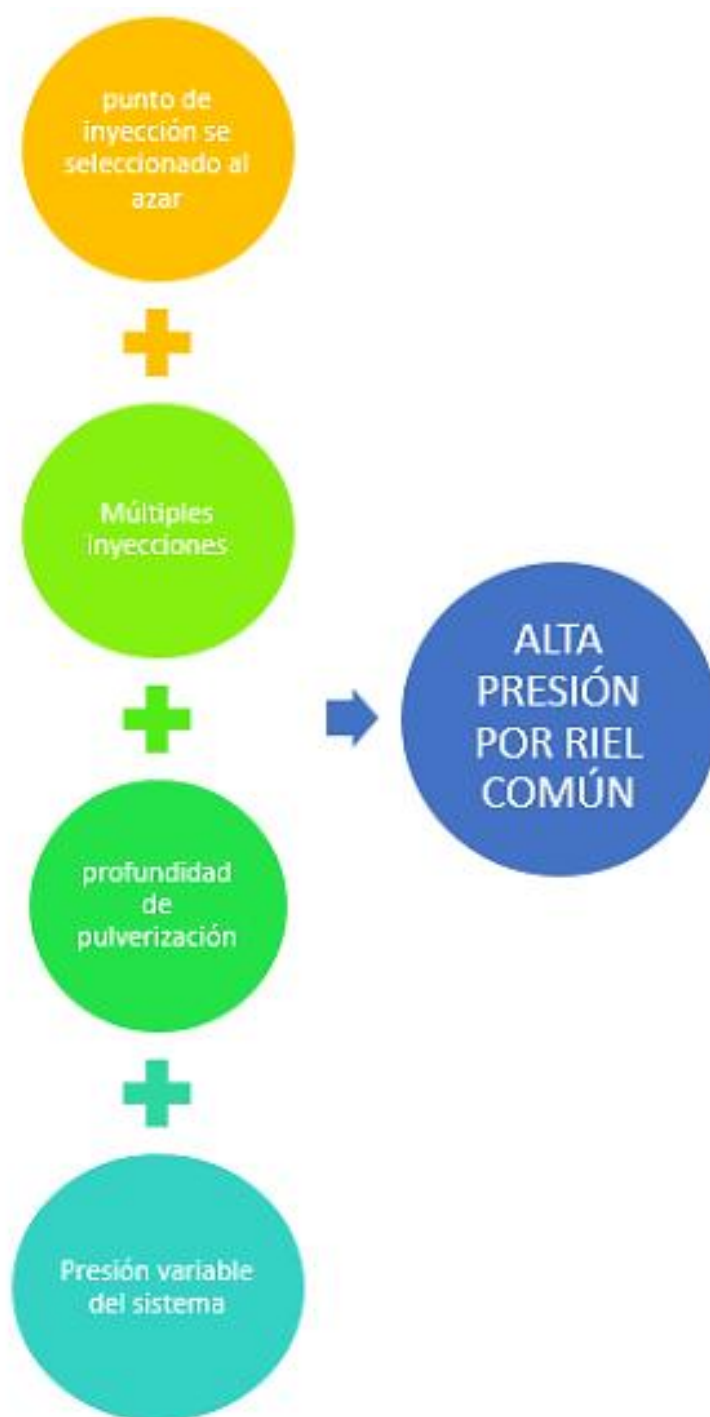 punto de
inyección se
seleccionado al
azar
Múltiples
inyecciones
profundidad
de
pulverización
Presión variable
del sistema
ALTA
PRESIÓN
POR RIEL
COMÚN